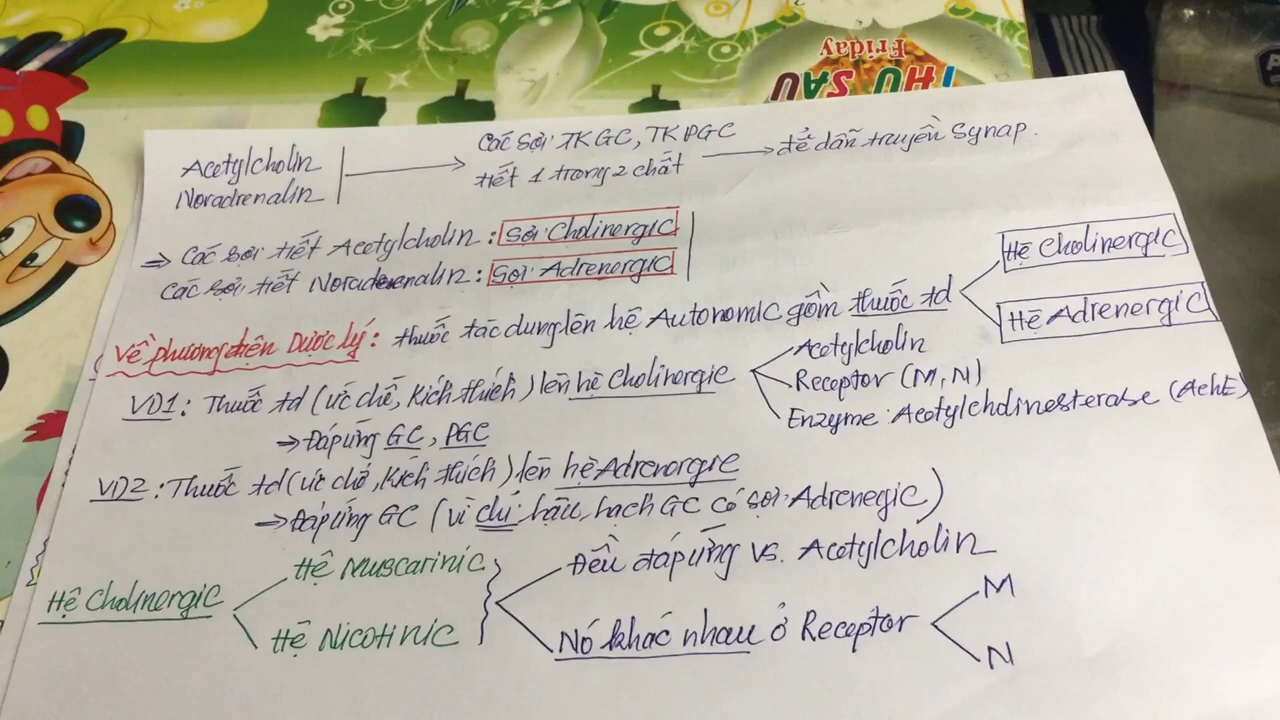 THỨ SÁU
Friday
Acetylcholin
Noradrenalin
Các sợi TKGC, TKPGC
tiết 1 trong 2 chất
để dẫn truyền Synap.
⇒ Các sợi tiết Acetylcholin: Sợi Cholinergic
Các sợi tiết Noradrenalin: Sợi Adrenergic
Về phương diện Dược lý: thuốc tác dụng lên hệ Autonomic gồm thuốc td
Hệ Cholinergic
Hệ Adrenergic
VD1: Thuốc td (ức chế, kích thích) lên hệ Cholinergic
Acetylcholin
Receptor (M, N)
Enzyme: Acetylcholinesterase (AchE)
⇒ Đáp ứng GC, PGC
VD2: Thuốc td (ức chế, kích thích) lên hệ Adrenergic
⇒ Đáp ứng GC (vì chỉ hậu hạch GC có sợi Adrenegic)
Hệ Cholinergic
Hệ Muscarinic
Hệ Nicotinic
Đều đáp ứng vs. Acetylcholin
Nó khác nhau ở Receptor
M
N